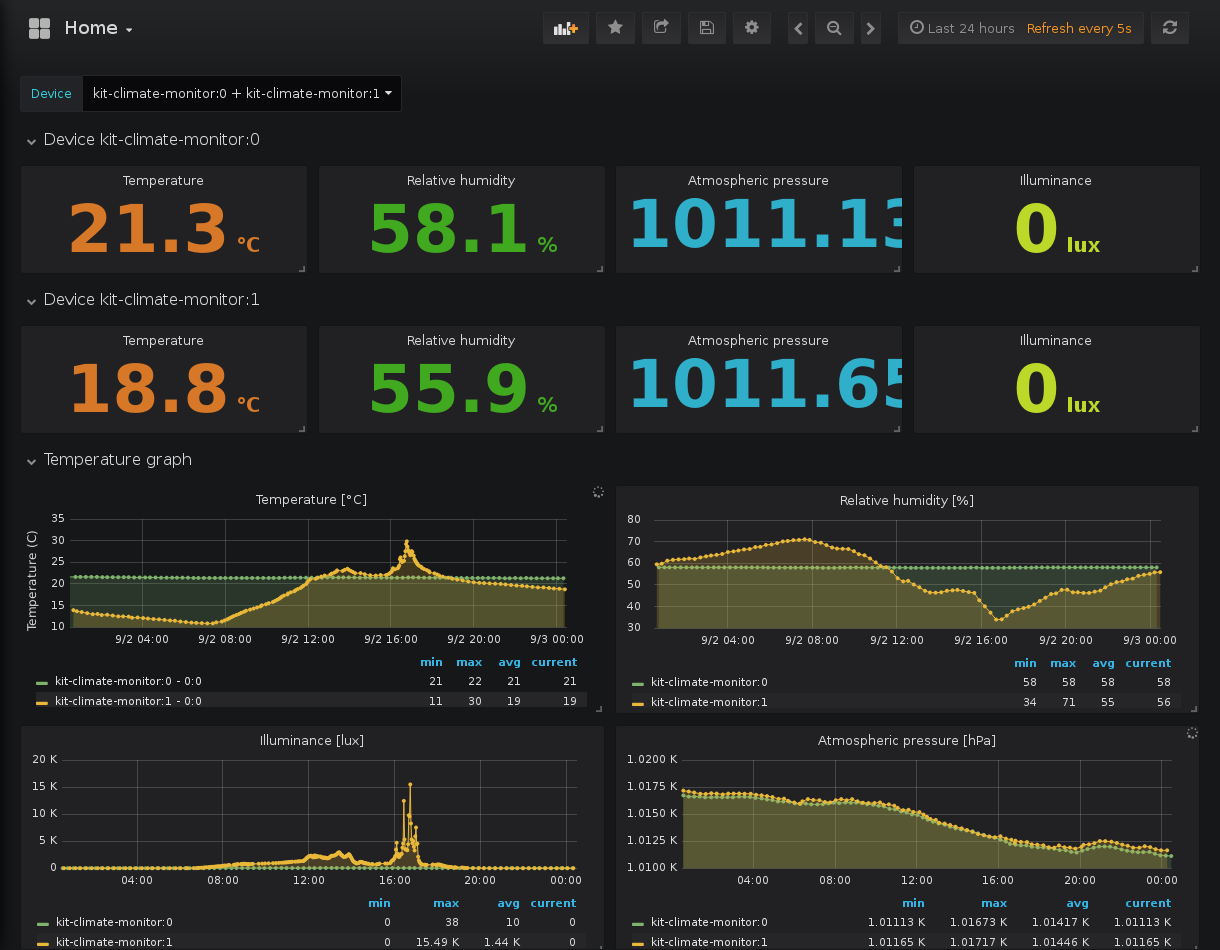 Home
Last 24 hours Refresh every 5s
Device kit-climate-monitor:0 + kit-climate-monitor:1
Device kit-climate-monitor:0
Temperature Relative humidity Atmospheric pressure Illuminance
21.3 °C 58.1 % 1011.13 0 lux
Device kit-climate-monitor:1
Temperature Relative humidity Atmospheric pressure Illuminance
18.8 °C 55.9 % 1011.65 0 lux
Temperature graph
Temperature [°C]
Temperature (C)
35
30
25
20
15
10
9/2 04:00 9/2 08:00 9/2 12:00 9/2 16:00 9/2 20:00 9/3 00:00
min max avg current
kit-climate-monitor:0 - 0:0 21 22 21 21
kit-climate-monitor:1 - 0:0 11 30 19 19
Relative humidity [%]
80
70
60
50
40
30
9/2 04:00 9/2 08:00 9/2 12:00 9/2 16:00 9/2 20:00 9/3 00:00
min max avg current
kit-climate-monitor:0 58 58 58 58
kit-climate-monitor:1 34 71 55 56
Illuminance [lux]
20 K
15 K
10 K
5 K
0
04:00 08:00 12:00 16:00 20:00 00:00
min max avg current
kit-climate-monitor:0 0 38 10 0
kit-climate-monitor:1 0 15.49 K 1.44 K 0
Atmospheric pressure [hPa]
1.0200 K
1.0175 K
1.0150 K
1.0125 K
1.0100 K
04:00 08:00 12:00 16:00 20:00 00:00
min max avg current
kit-climate-monitor:0 1.01113 K 1.01673 K 1.01417 K 1.01113 K
kit-climate-monitor:1 1.01165 K 1.01717 K 1.01446 K 1.01165 K